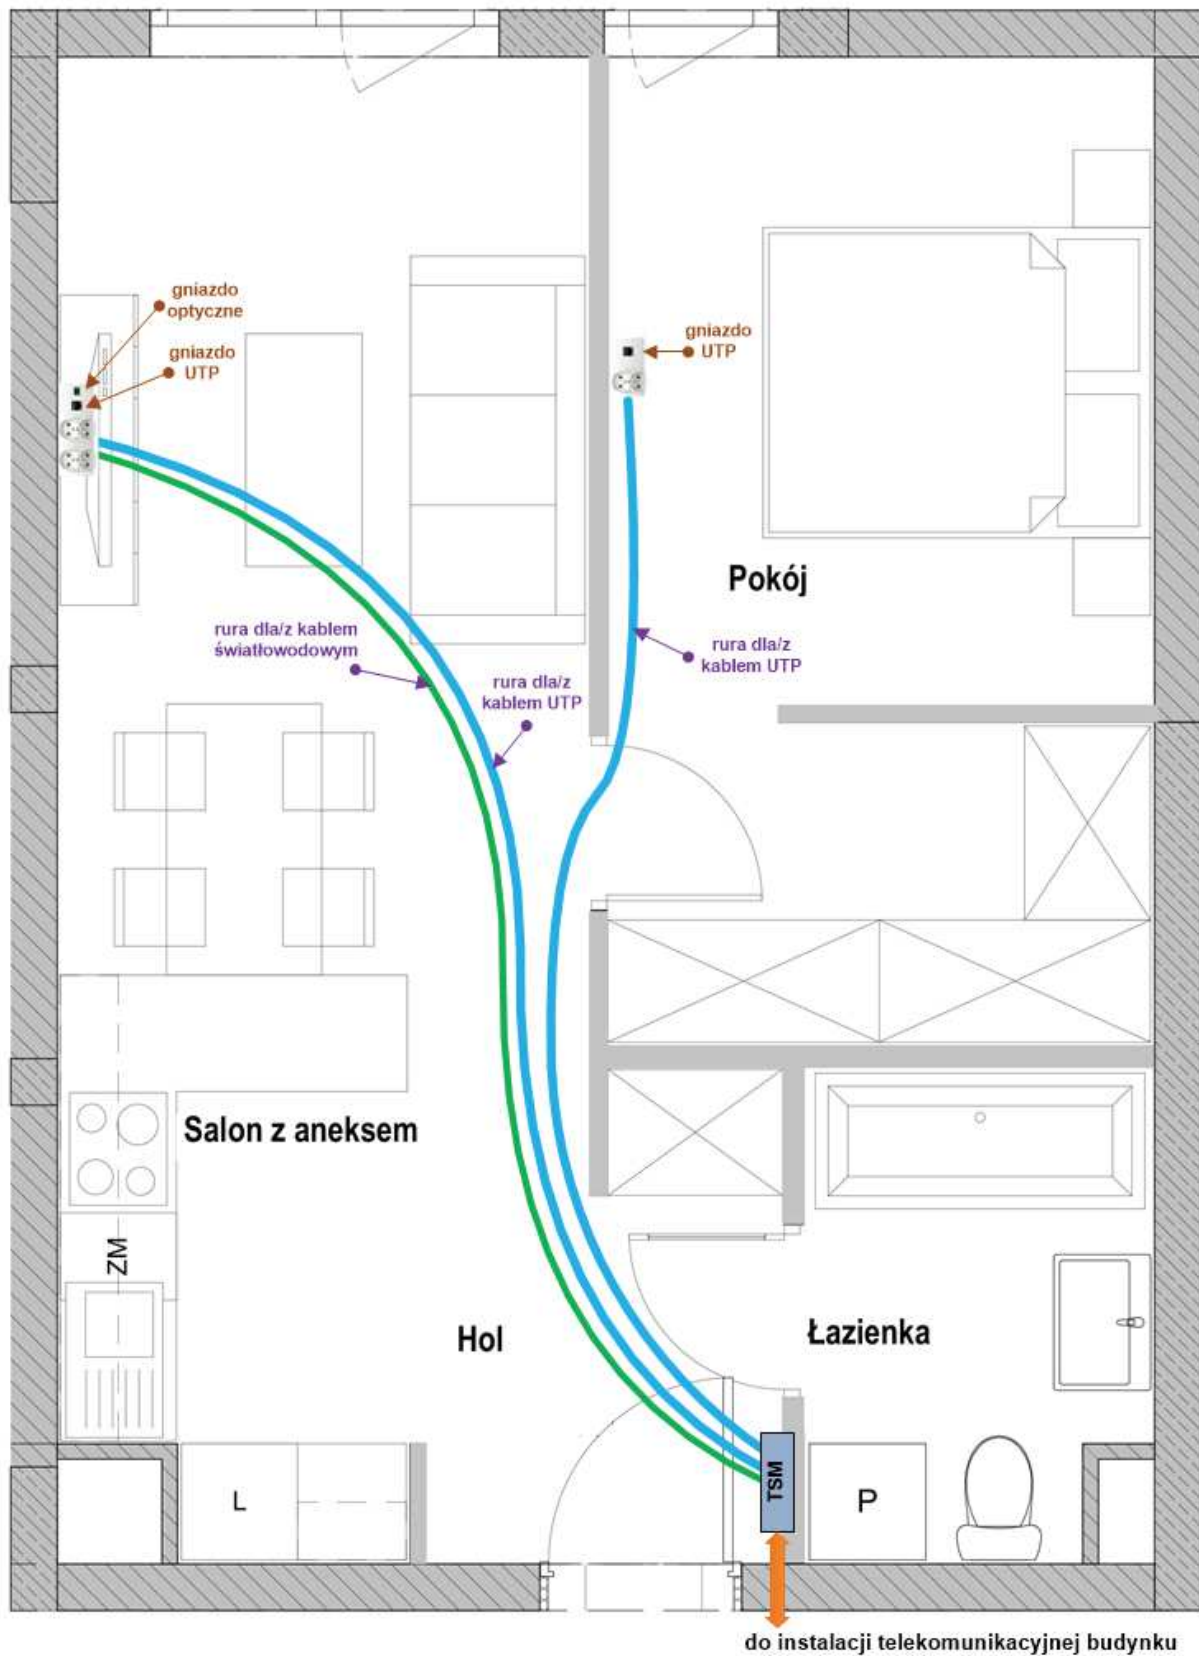 gniazdo
optyczne
gniazdo
UTP
gniazdo
UTP
Pokój
rura dla/z kablem
światłowodowym
rura dla/z
kablem UTP
rura dla/z
kablem UTP
Salon z aneksem
ZM
Hol
Łazienka
L
TSM
P
do instalacji telekomunikacyjnej budynku